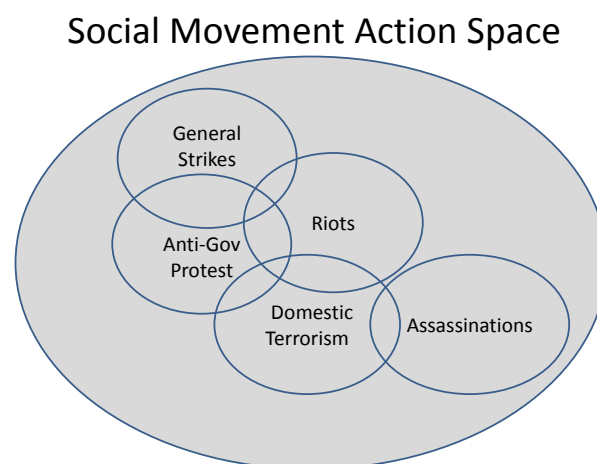 Social Movement Action Space
General
Strikes
Anti-Gov
Protest
Riots
Domestic
Terrorism
Assassinations